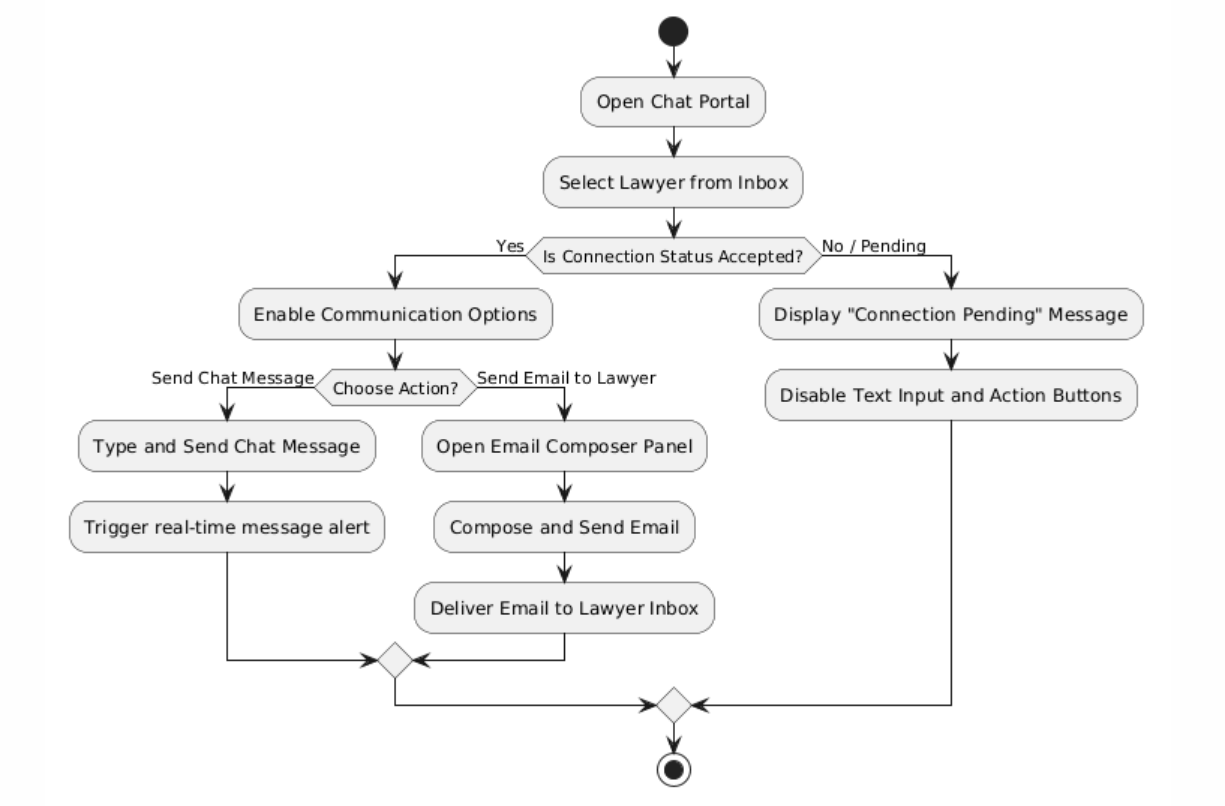 Open Chat Portal
Select Lawyer from Inbox
Yes
Is Connection Status Accepted?
No / Pending
Enable Communication Options
Display "Connection Pending" Message
Send Chat Message
Choose Action?
Send Email to Lawyer
Disable Text Input and Action Buttons
Type and Send Chat Message
Open Email Composer Panel
Trigger real-time message alert
Compose and Send Email
Deliver Email to Lawyer Inbox